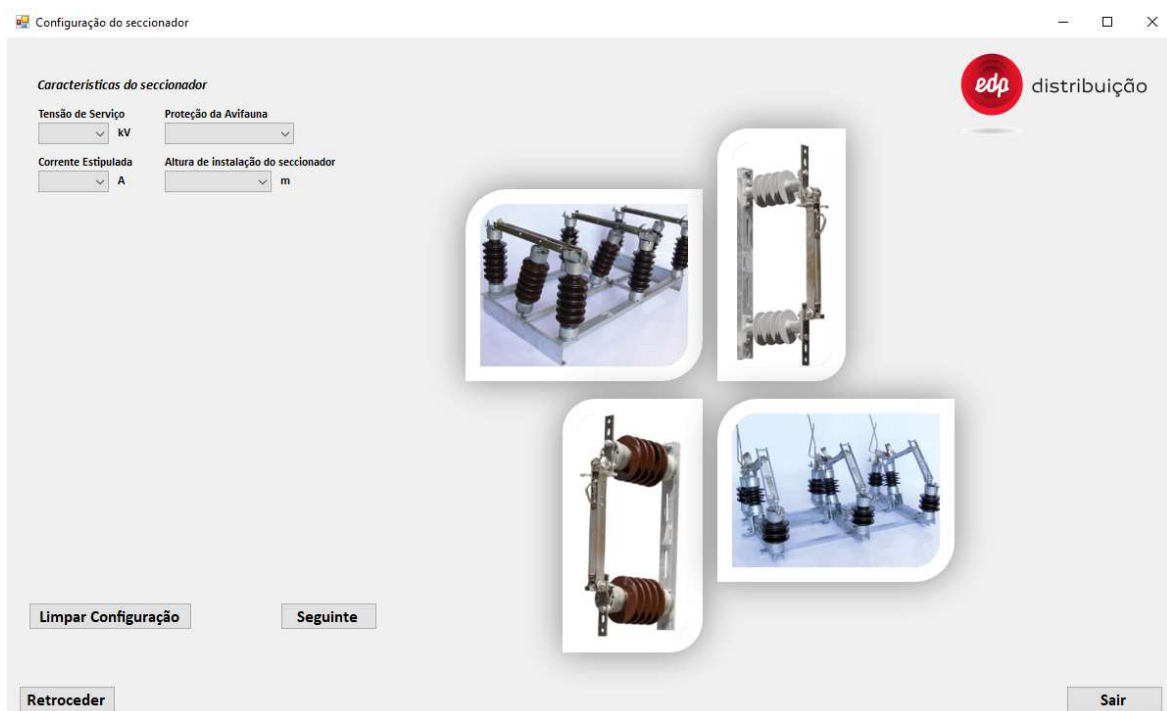 Configuração do seccionador
edp distribuição
Características do seccionador
Tensão de Serviço Proteção da Avifauna
kV
Corrente Estipulada Altura de instalação do seccionador
A m
Limpar Configuração Seguinte
Retroceder Sair